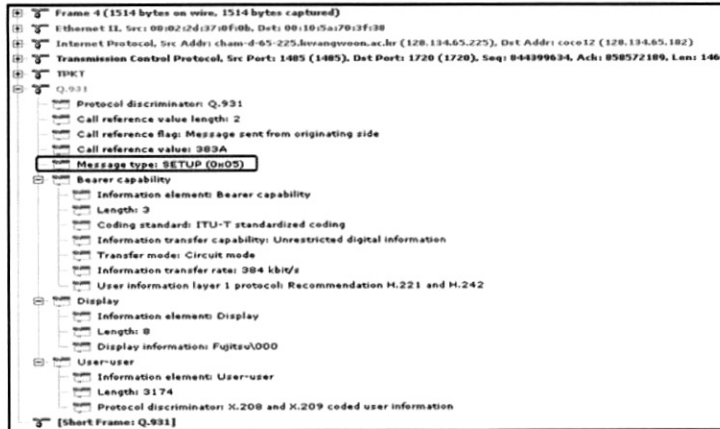 Frame 4 (1514 bytes on wire, 1514 bytes captured)
Ethernet II, Src: 08:02:2d:37:0f:0b, Dst: 00:10:5a:70:3f:38
Internet Protocol, Src Addr: cham-d-65-225.kwangwoon.ac.kr (128.134.65.225), Dst Addr: coco12 (128.134.65.182)
Transmission Control Protocol, Src Port: 1485 (1485), Dst Port: 1720 (1720), Seq: 844399634, Ack: 858572189, Len: 146
TPKT
Q.931
Protocol discriminator: Q.931
Call reference value length: 2
Call reference flag: Message sent from originating side
Call reference value: 383A
Message type: SETUP (0x05)
Bearer capability
Information element: Bearer capability
Length: 3
Coding standard: ITU-T standardized coding
Information transfer capability: Unrestricted digital information
Transfer mode: Circuit mode
Information transfer rate: 384 kbit/s
User information layer 1 protocol: Recommendation H.221 and H.242
Display
Information element: Display
Length: 8
Display information: Fujitsu\000
User-user
Information element: User-user
Length: 3174
Protocol discriminator: X.208 and X.209 coded user information
[Short Frame: Q.931]